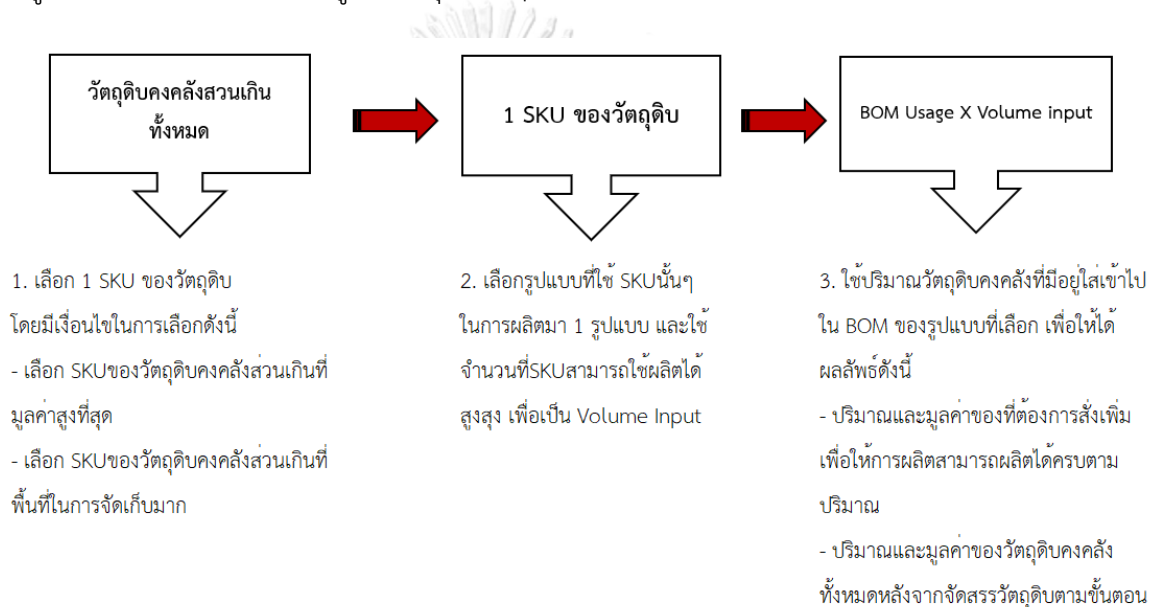 วัตถุดิบคงคลังสวนเกิน
ทั้งหมด
1 SKU ของวัตถุดิบ
BOM Usage X Volume input
1. เลือก 1 SKU ของวัตถุดิบ
โดยมีเงื่อนไขในการเลือกดังนี้
- เลือก SKUของวัตถุดิบคงคลังส่วนเกินที่
มูลค่าสูงที่สุด
- เลือก SKUของวัตถุดิบคงคลังส่วนเกินที่
พื้นที่ในการจัดเก็บมาก
2. เลือกรูปแบบที่ใช้ SKUนั้นๆ
ในการผลิตมา 1 รูปแบบ และใช้
จำนวนที่SKUสามารถใช้ผลิตได้
สูงสุง เพื่อเป็น Volume Input
3. ใช้ปริมาณวัตถุดิบคงคลังที่มีอยู่ใส่เข้าไป
ใน BOM ของรูปแบบที่เลือก เพื่อให้ได้
ผลลัพธ์ดังนี้
- ปริมาณและมูลค่าของที่ต้องการสั่งเพิ่ม
เพื่อให้การผลิตสามารถผลิตได้ครบตาม
ปริมาณ
- ปริมาณและมูลค่าของวัตถุดิบคงคลัง
ทั้งหมดหลังจากจัดสรรวัตถุดิบตามขั้นตอน